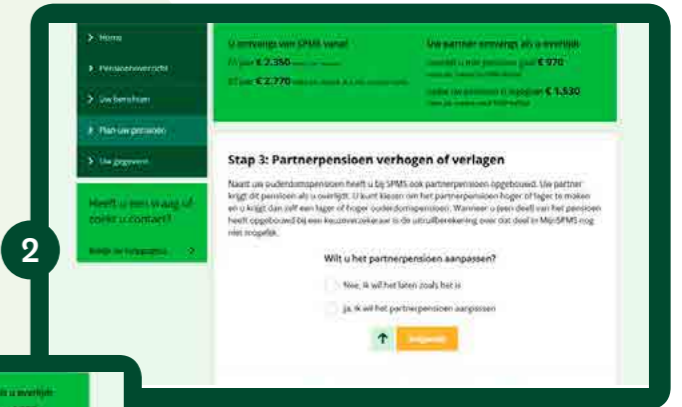 Home
Pensioenoverzicht
Uw berichten
Plan uw pensioen
Uw gegevens
Heeft u een vraag of
zoekt u contact?
U ontvangt van SPMS vanaf
€ 2.350
€ 2.770
Uw partner ontvangt als u overlijdt
€ 970
€ 1.530
Stap 3: Partnerpensioen verhogen of verlagen
Naast uw ouderdomspensioen heeft u bij SPMS ook partnerpensioen opgebouwd. Uw partner
krijgt dit pensioen als u overlijdt. U kunt kiezen om het partnerpensioen hoger of lager te maken
en u krijgt dan zelf een lager of hoger ouderdomspensioen. Wanneer u (een deel) van het pensioen
heeft opgebouwd bij een keuzeverzekeraar is de uitruilberekening over dat deel in Mijn SPMS nog
niet mogelijk.
Wilt u het partnerpensioen aanpassen?
Nee, ik wil het laten zoals het is
Ja, ik wil het partnerpensioen aanpassen
Volgende
2
als u overlijdt